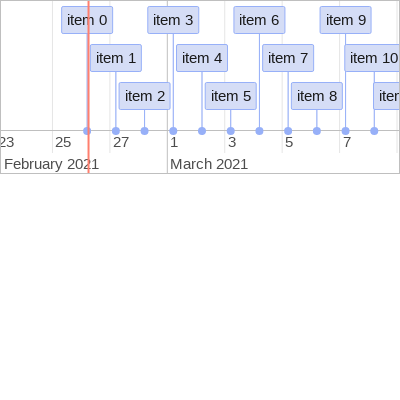 item 0 item 3 item 6 item 9
item 1 item 4 item 7 item 10
item 2 item 5 item 8
23 25 27 1 3 5 7
February 2021 March 2021